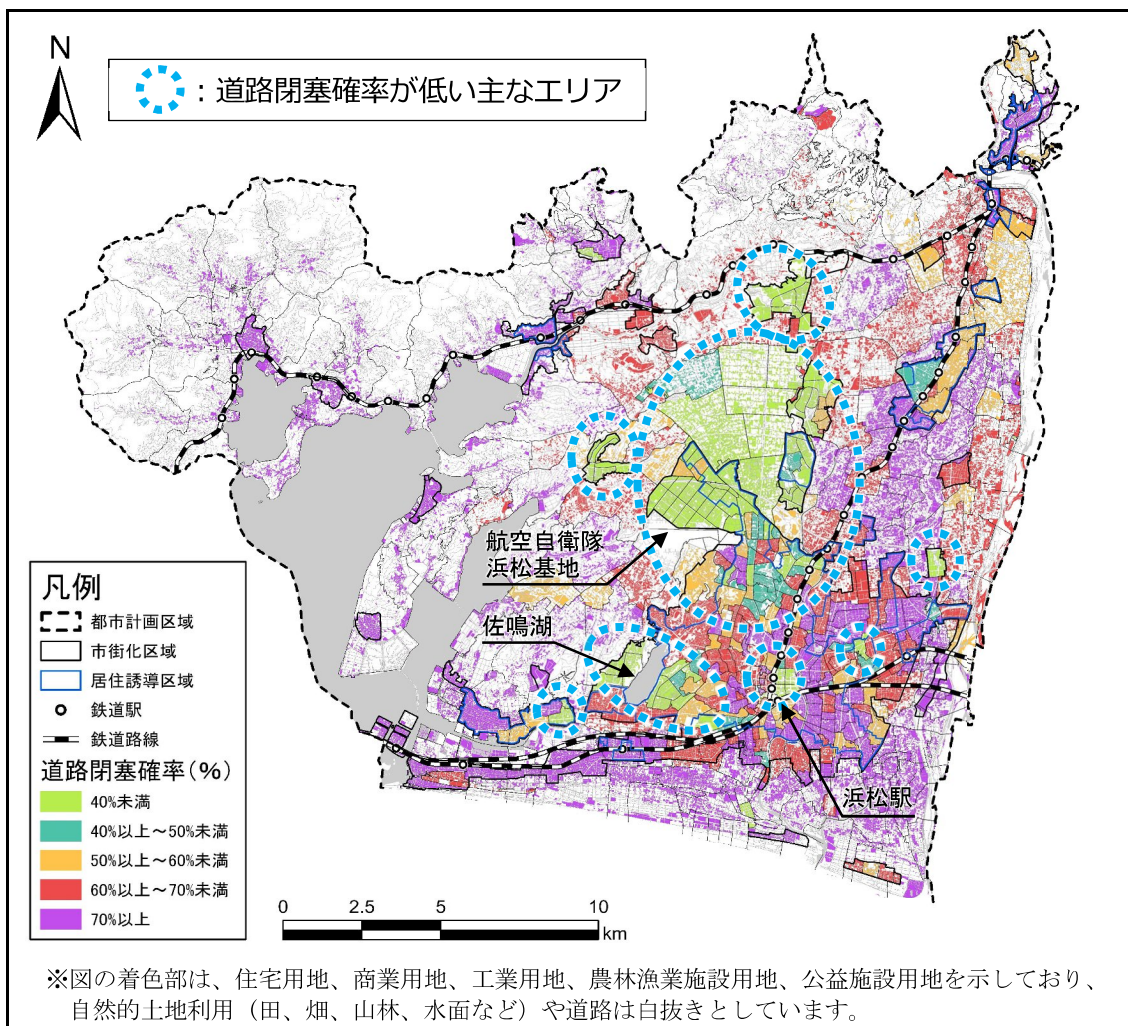 N
：道路閉塞確率が低い主なエリア
航空自衛隊
浜松基地
佐鳴湖
浜松駅
凡例
都市計画区域
市街化区域
居住誘導区域
鉄道駅
鉄道路線
道路閉塞確率(%)
40%未満
40%以上～50%未満
50%以上～60%未満
60%以上～70%未満
70%以上
0 2.5 5 10
km
※図の着色部は、住宅用地、商業用地、工業用地、農林漁業施設用地、公益施設用地を示しており、
自然的土地利用（田、畑、山林、水面など）や道路は白抜きとしています。